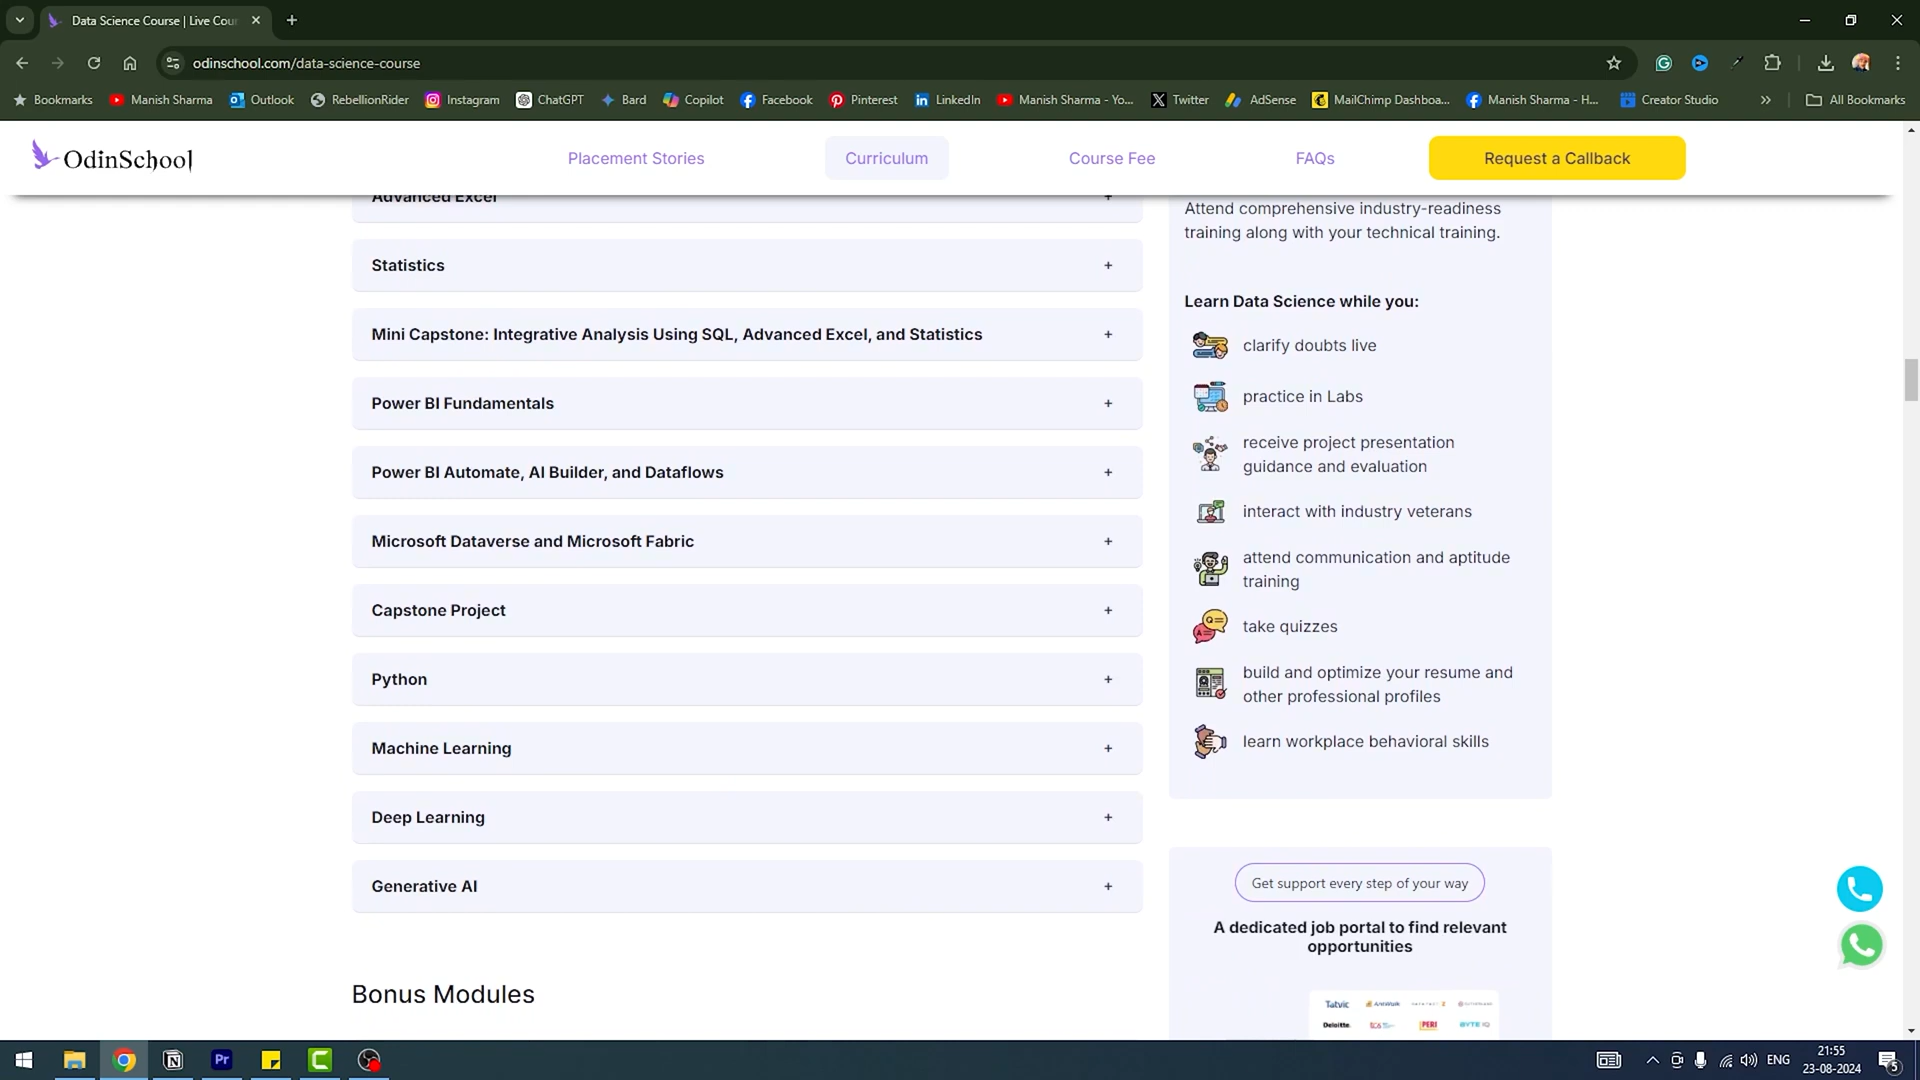 Data Science Course | Live Cour
odinschool.com/data-science-course
Bookmarks
Manish Sharma
Outlook
RebellionRider
Instagram
ChatGPT
Bard
Copilot
Facebook
Pinterest
LinkedIn
Manish Sharma - Yo...
Twitter
AdSense
MailChimp Dashboa...
Manish Sharma - H...
Creator Studio
All Bookmarks
OdinSchool
Placement Stories
Curriculum
Course Fee
FAQs
Request a Callback
Advanced Excel
Statistics
Mini Capstone: Integrative Analysis Using SQL, Advanced Excel, and Statistics
Power BI Fundamentals
Power BI Automate, AI Builder, and Dataflows
Microsoft Dataverse and Microsoft Fabric
Capstone Project
Python
Machine Learning
Deep Learning
Generative AI
Bonus Modules
Attend comprehensive industry-readiness
training along with your technical training.
Learn Data Science while you:
clarify doubts live
practice in Labs
receive project presentation
guidance and evaluation
interact with industry veterans
attend communication and aptitude
training
take quizzes
build and optimize your resume and
other professional profiles
learn workplace behavioral skills
Get support every step of your way
A dedicated job portal to find relevant
opportunities
Tatvic
Deloitte.
PERI
BYTE IQ
ENG
21:55
23-08-2024
5